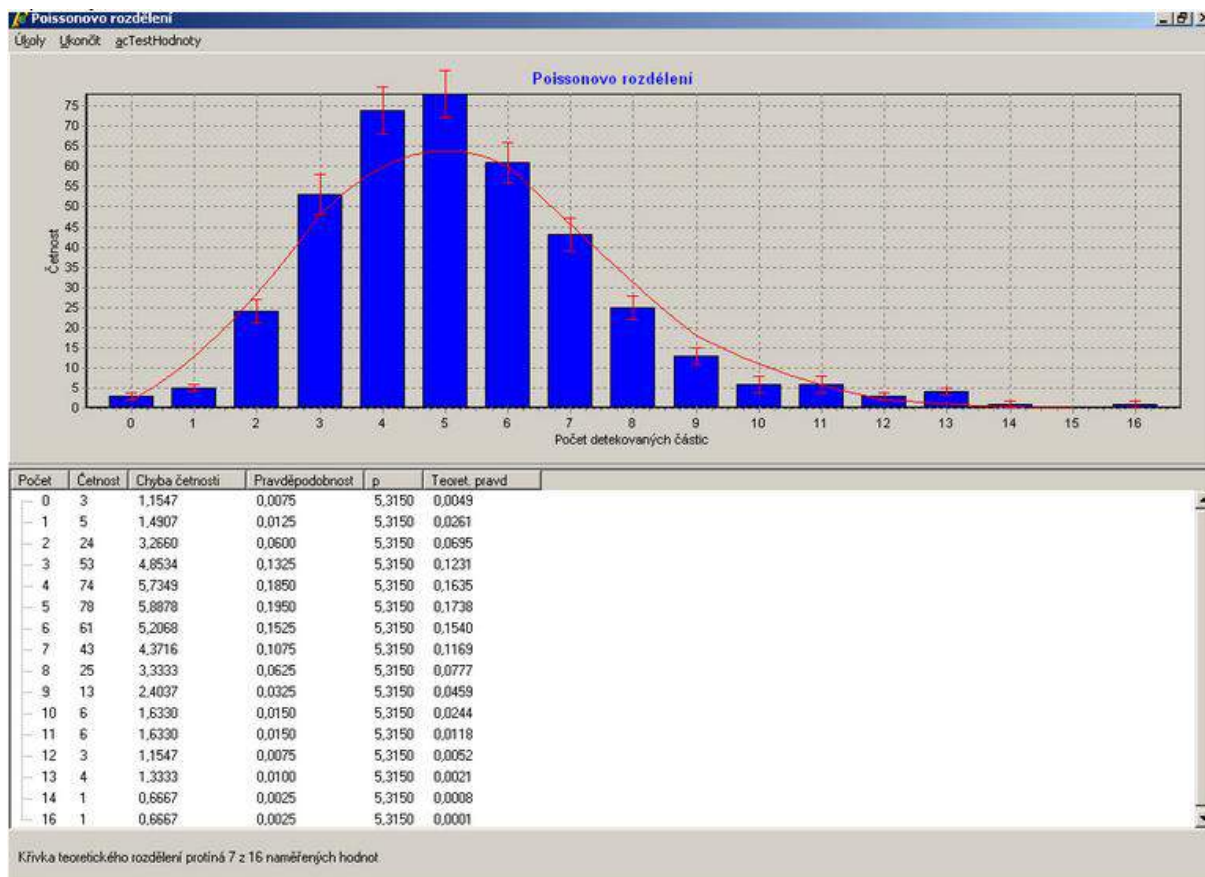 Poissonovo rozdělení
Úkoly Ukončit acTestHodnoty
Poissonovo rozdělení
75
70
65
60
55
50
45
40
35
30
25
20
15
10
5
0
Četnost
0 1 2 3 4 5 6 7 8 9 10 11 12 13 14 15 16
Počet detekovaných částic
Počet Četnost Chyba četnosti Pravděpodobnost p Teoret. pravd
0 3 1,1547 0,0075 5,3150 0,0049
1 5 1,4907 0,0125 5,3150 0,0261
2 24 3,2660 0,0600 5,3150 0,0695
3 53 4,8534 0,1325 5,3150 0,1231
4 74 5,7349 0,1850 5,3150 0,1635
5 78 5,8878 0,1950 5,3150 0,1738
6 61 5,2068 0,1525 5,3150 0,1540
7 43 4,3716 0,1075 5,3150 0,1169
8 25 3,3333 0,0625 5,3150 0,0777
9 13 2,4037 0,0325 5,3150 0,0459
10 6 1,6330 0,0150 5,3150 0,0244
11 6 1,6330 0,0150 5,3150 0,0118
12 3 1,1547 0,0075 5,3150 0,0052
13 4 1,3333 0,0100 5,3150 0,0021
14 1 0,6667 0,0025 5,3150 0,0008
16 1 0,6667 0,0025 5,3150 0,0001
Křivka teoretického rozdělení protíná 7 z 16 naměřených hodnot